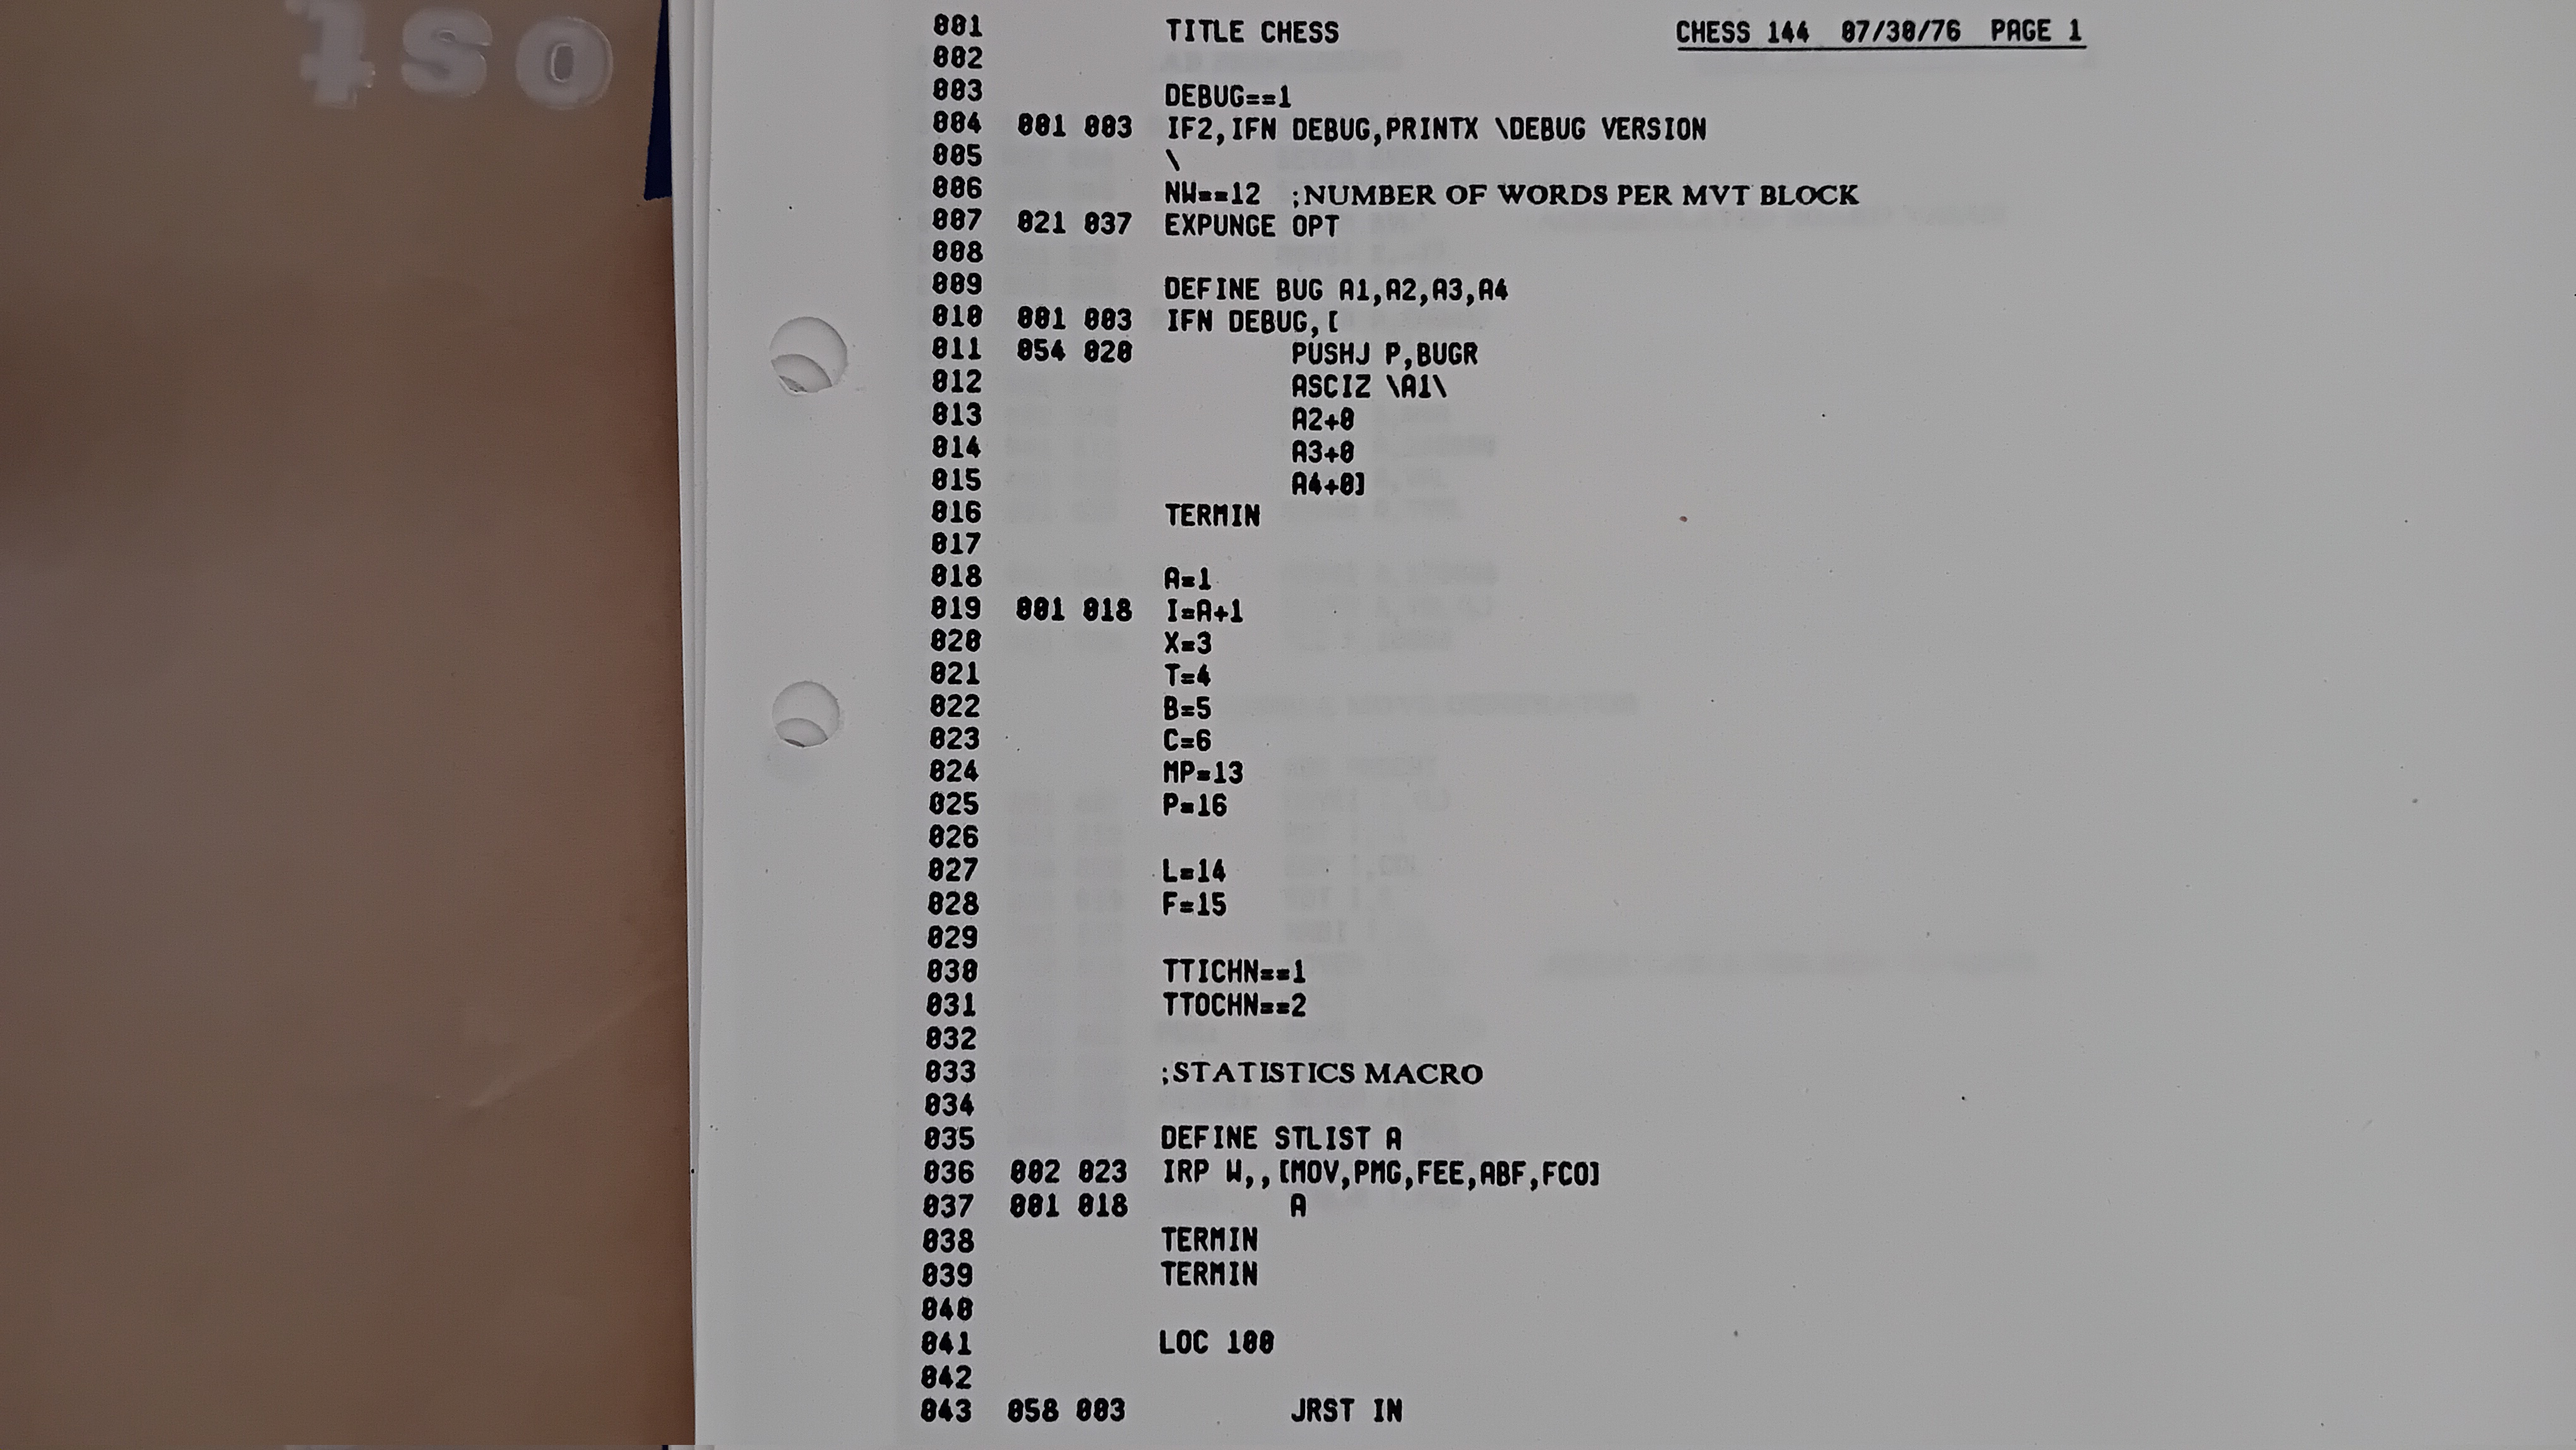 ost
001 TITLE CHESS CHESS 144 07/30/76 PAGE 1
002
003 DEBUG==1
004 001 003 IF2,IFN DEBUG,PRINTX \DEBUG VERSION
005 \
006 NW==12 ;NUMBER OF WORDS PER MVT BLOCK
007 021 037 EXPUNGE OPT
008
009 DEFINE BUG A1,A2,A3,A4
010 001 003 IFN DEBUG,[
011 054 020 PUSHJ P,BUGR
012 ASCIZ \A1\
013 A2+0
014 A3+0
015 A4+0]
016 TERMIN
017
018 A=1
019 001 018 I=A+1
020 X=3
021 T=4
022 B=5
023 C=6
024 MP=13
025 P=16
026
027 L=14
028 F=15
029
030 TTICHN==1
031 TTOCHN==2
032
033 ;STATISTICS MACRO
034
035 DEFINE STLIST A
036 002 023 IRP W,,[MOV,PMG,FEE,ABF,FCO]
037 001 018 A
038 TERMIN
039 TERMIN
040
041 LOC 100
042
043 058 003 JRST IN